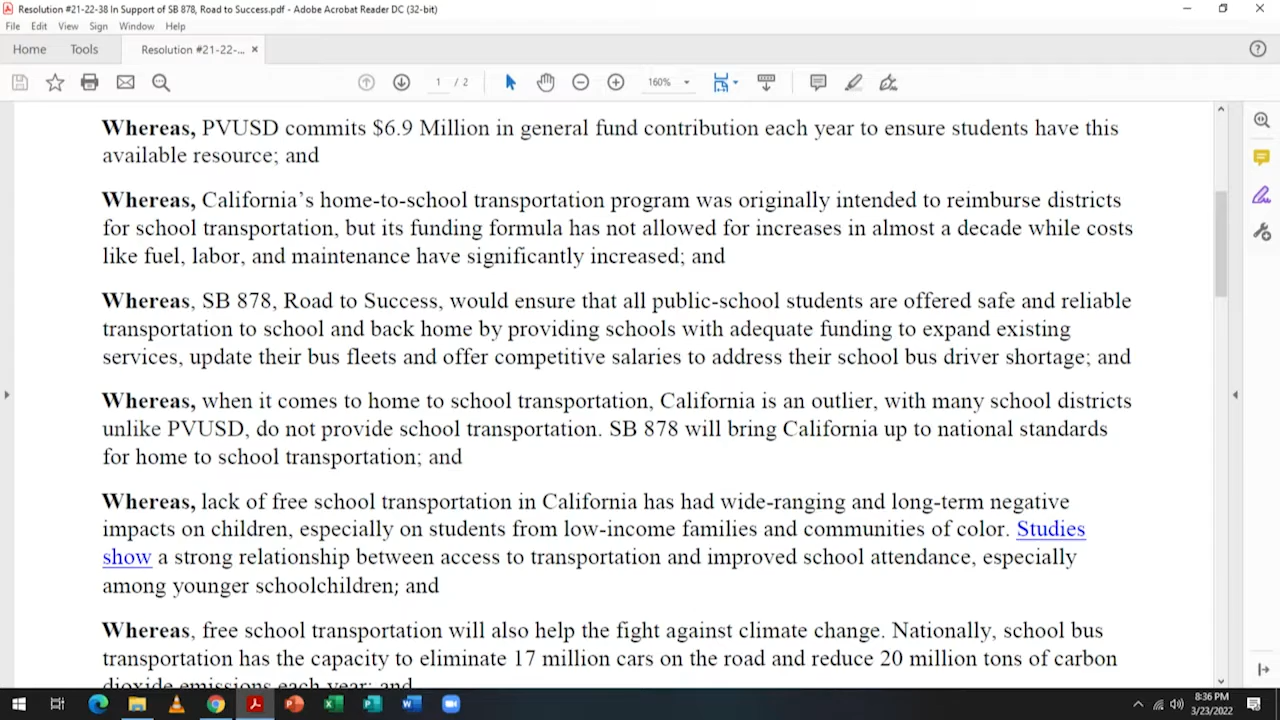 Resolution #21-22-38 In Support of SB 878, Road to Success.pdf - Adobe Acrobat Reader DC (32-bit)
File Edit View Sign Window Help
Home Tools Resolution #21-22-... ×
1 / 2 160%
Whereas, PVUSD commits $6.9 Million in general fund contribution each year to ensure students have this
available resource; and
Whereas, California's home-to-school transportation program was originally intended to reimburse districts
for school transportation, but its funding formula has not allowed for increases in almost a decade while costs
like fuel, labor, and maintenance have significantly increased; and
Whereas, SB 878, Road to Success, would ensure that all public-school students are offered safe and reliable
transportation to school and back home by providing schools with adequate funding to expand existing
services, update their bus fleets and offer competitive salaries to address their school bus driver shortage; and
Whereas, when it comes to home to school transportation, California is an outlier, with many school districts
unlike PVUSD, do not provide school transportation. SB 878 will bring California up to national standards
for home to school transportation; and
Whereas, lack of free school transportation in California has had wide-ranging and long-term negative
impacts on children, especially on students from low-income families and communities of color. Studies
show a strong relationship between access to transportation and improved school attendance, especially
among younger schoolchildren; and
Whereas, free school transportation will also help the fight against climate change. Nationally, school bus
transportation has the capacity to eliminate 17 million cars on the road and reduce 20 million tons of carbon
dioxide emissions each year; and
8:36 PM
3/23/2022